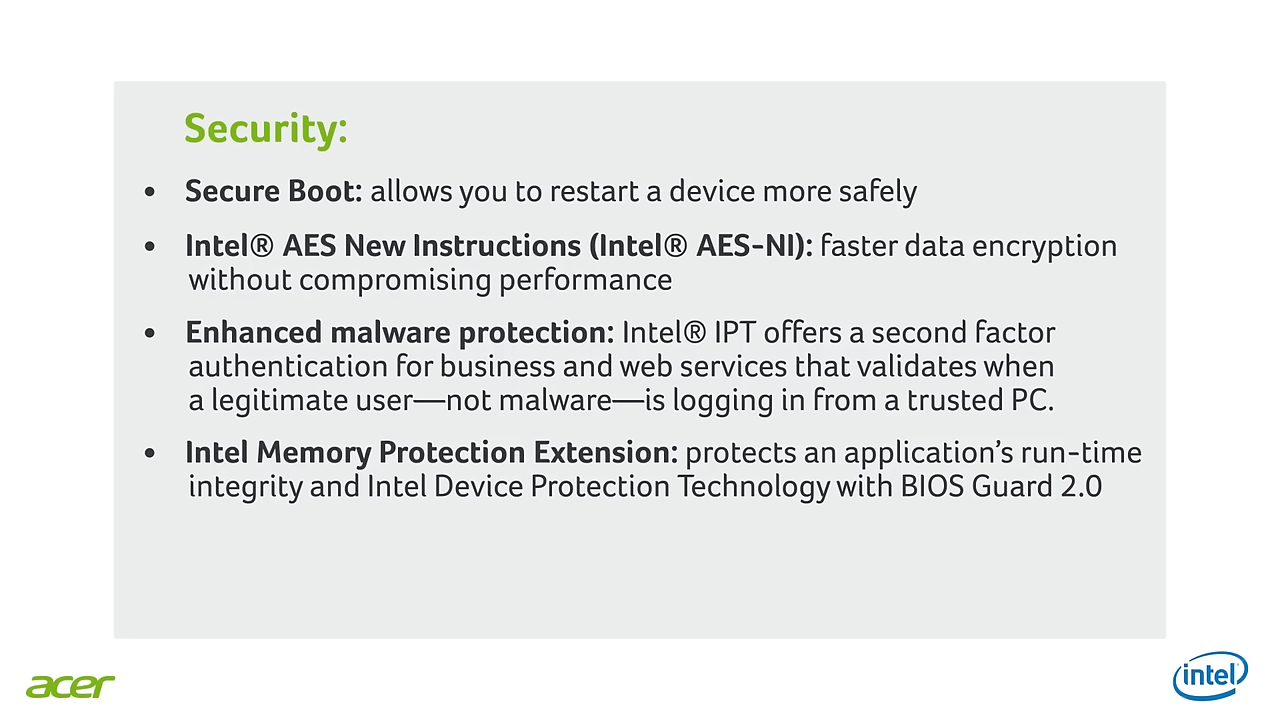 Security:
• Secure Boot: allows you to restart a device more safely
• Intel® AES New Instructions (Intel® AES-NI): faster data encryption
without compromising performance
• Enhanced malware protection: Intel® IPT offers a second factor
authentication for business and web services that validates when
a legitimate user—not malware—is logging in from a trusted PC.
• Intel Memory Protection Extension: protects an application’s run-time
integrity and Intel Device Protection Technology with BIOS Guard 2.0
acer
intel